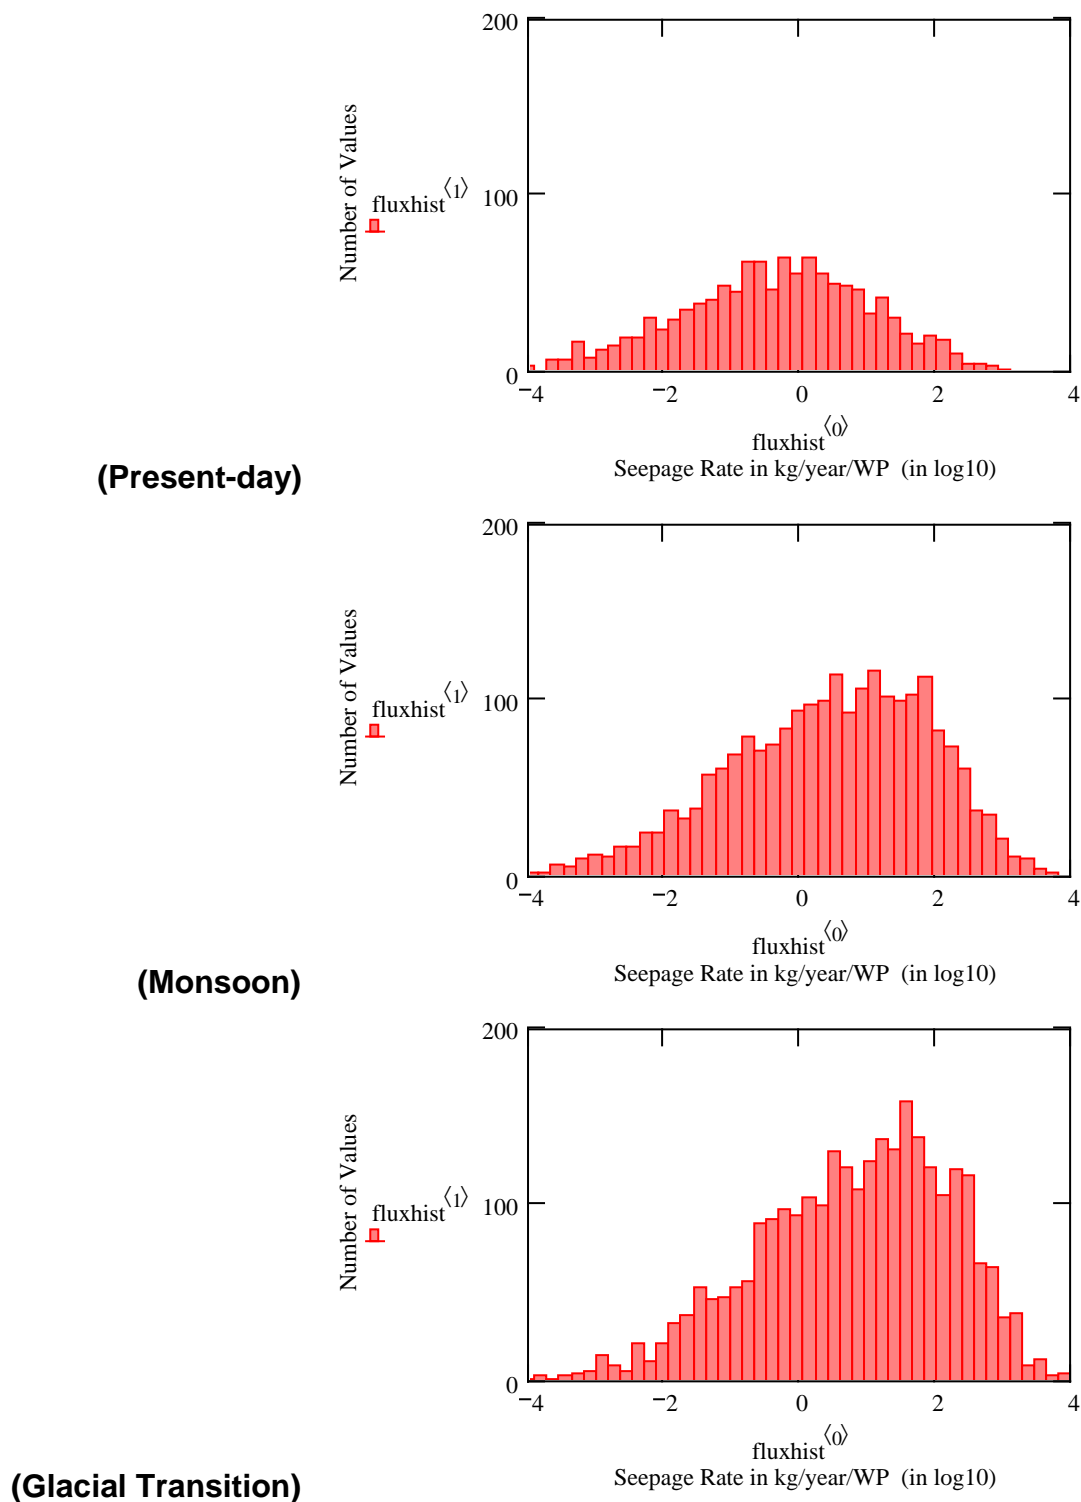 200
100
0
−4
−2
0
2
4
Number of Values
fluxhist⟨1⟩
fluxhist⟨0⟩
Seepage Rate in kg/year/WP (in log10)
(Present-day)
200
100
0
−4
−2
0
2
4
Number of Values
fluxhist⟨1⟩
fluxhist⟨0⟩
Seepage Rate in kg/year/WP (in log10)
(Monsoon)
200
100
0
−4
−2
0
2
4
Number of Values
fluxhist⟨1⟩
fluxhist⟨0⟩
Seepage Rate in kg/year/WP (in log10)
(Glacial Transition)